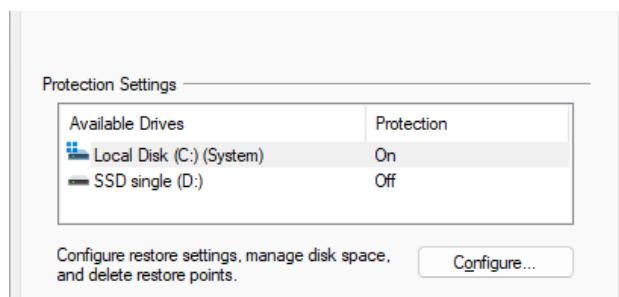 Protection Settings
Available Drives Protection
Local Disk (C:) (System) On
SSD single (D:) Off
Configure restore settings, manage disk space,
and delete restore points.
Configure...